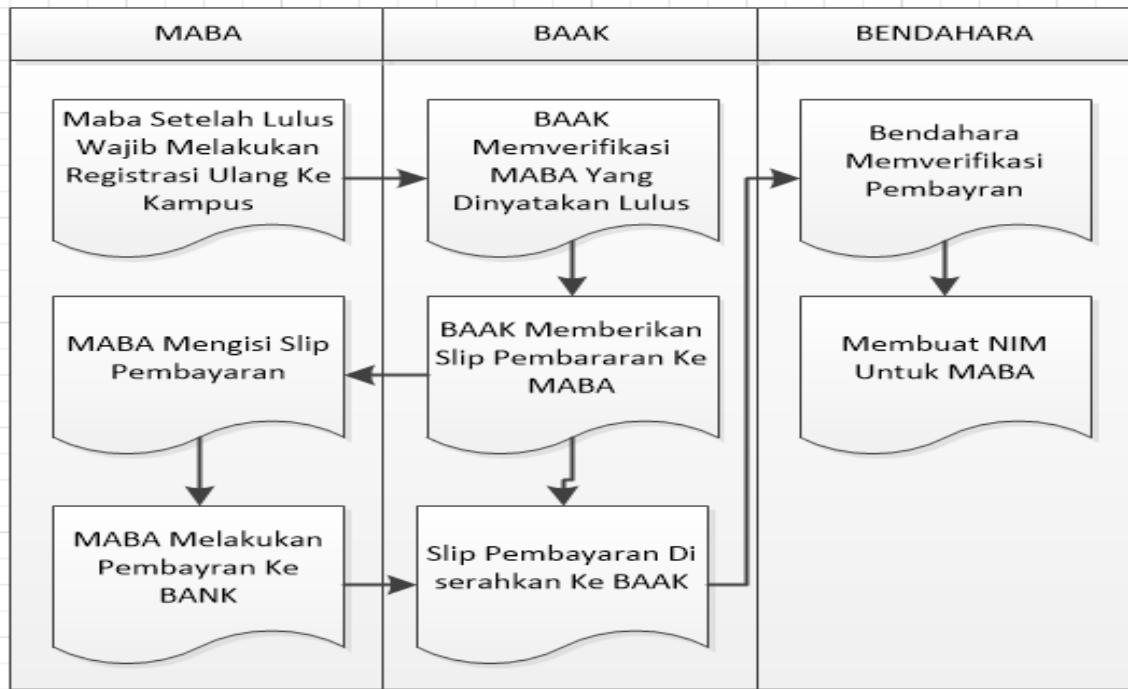 MABA
BAAK
BENDAHARA
Maba Setelah Lulus
Wajib Melakukan
Registrasi Ulang Ke
Kampus
BAAK
Memverifikasi
MABA Yang
Dinyatakan Lulus
Bendahara
Memverifikasi
Pembayran
MABA Mengisi Slip
Pembayaran
BAAK Memberikan
Slip Pembararan Ke
MABA
Membuat NIM
Untuk MABA
MABA Melakukan
Pembayran Ke
BANK
Slip Pembayaran Di
serahkan Ke BAAK